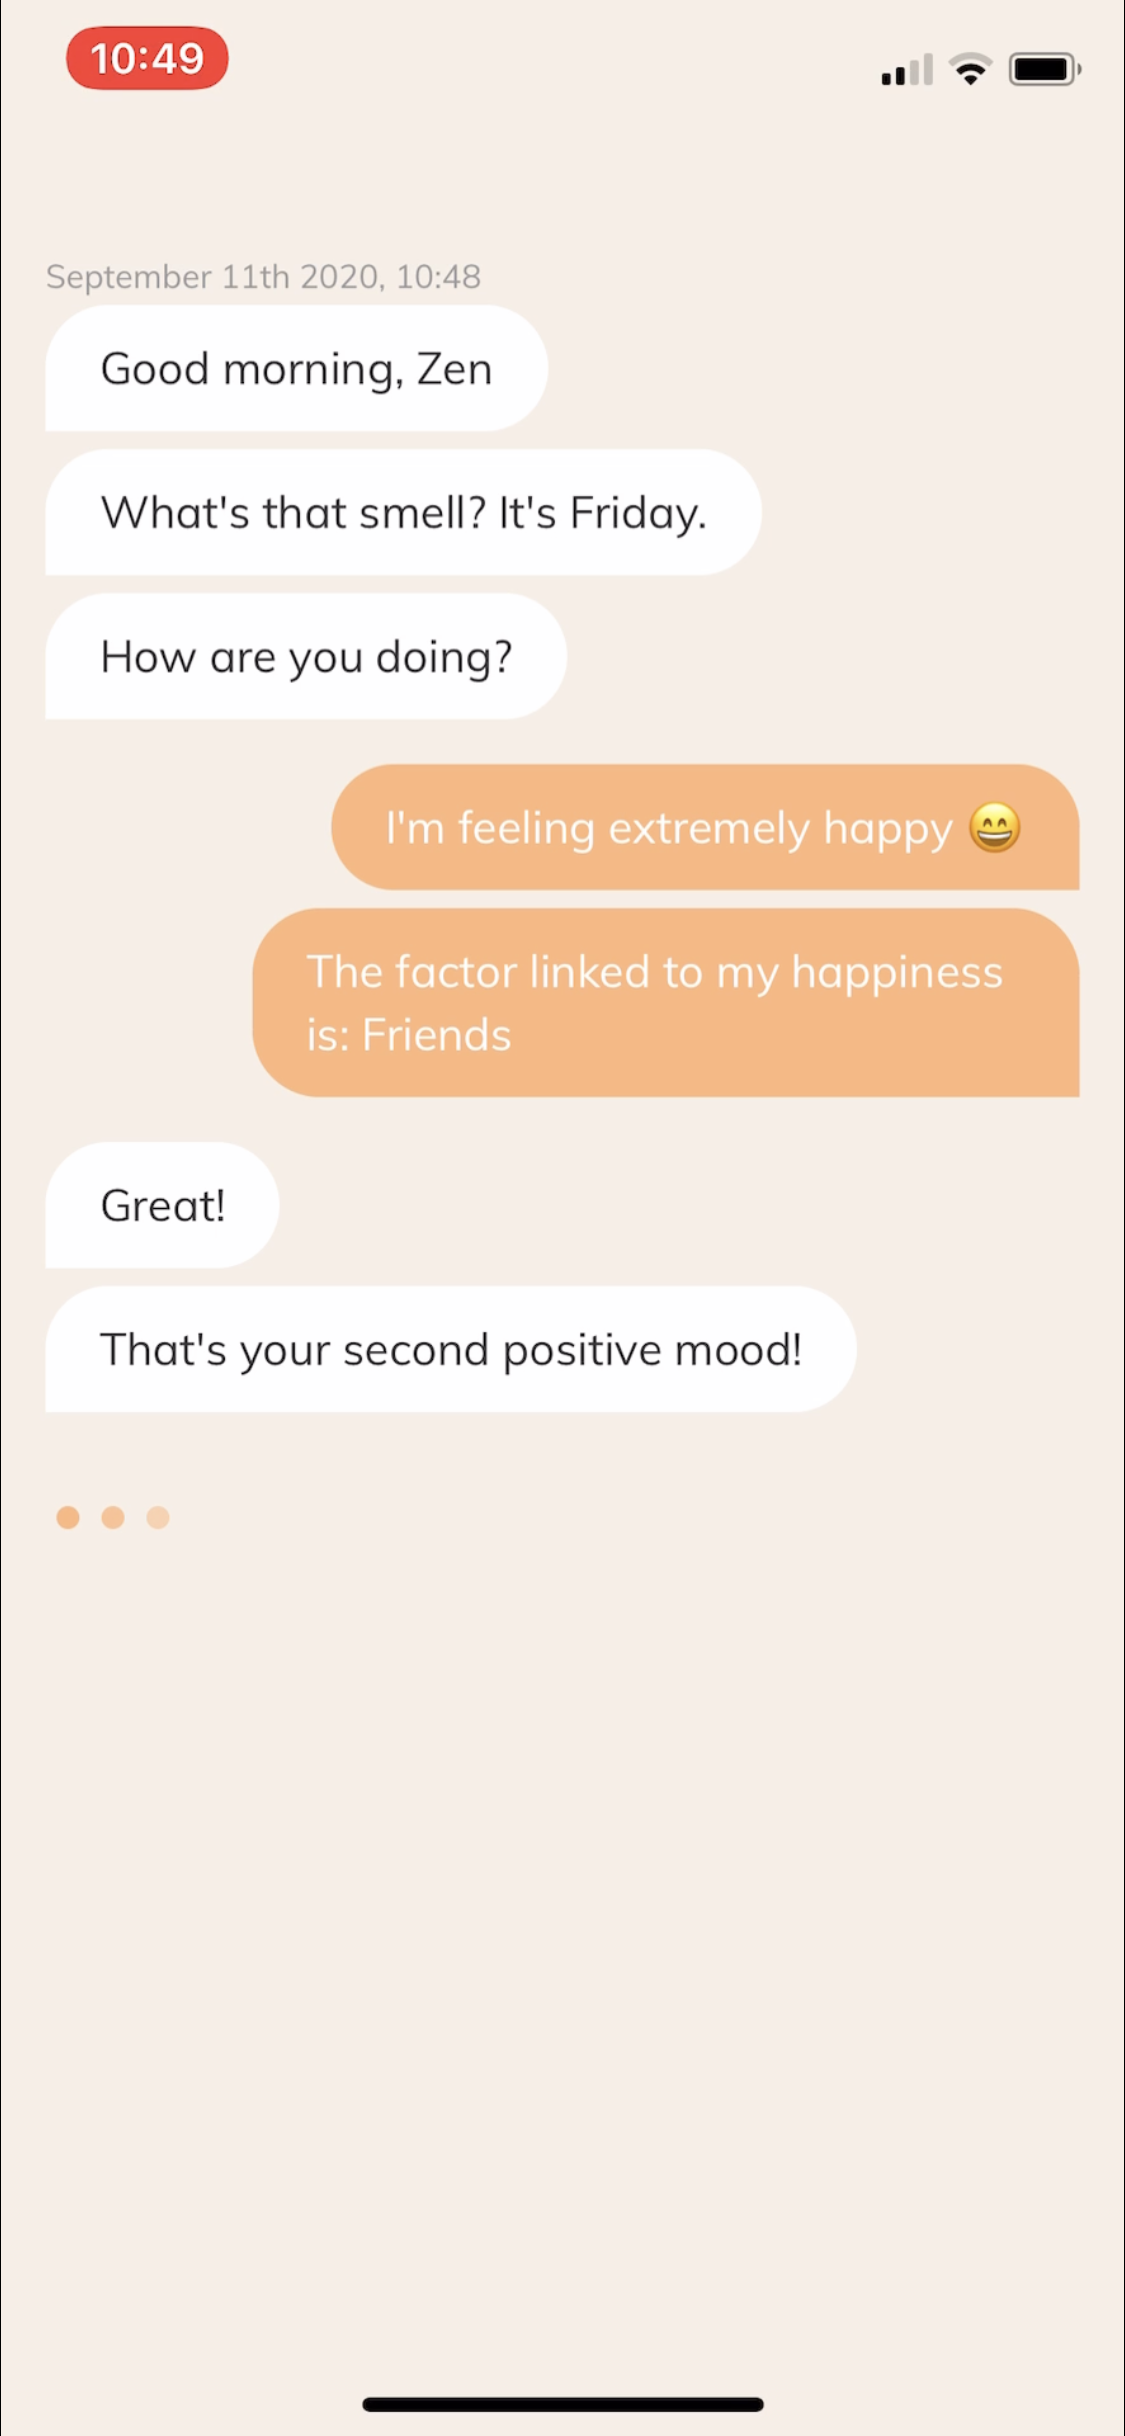 10:49
September 11th 2020, 10:48
Good morning, Zen
What's that smell? It's Friday.
How are you doing?
I'm feeling extremely happy 😄
The factor linked to my happiness
is: Friends
Great!
That's your second positive mood!